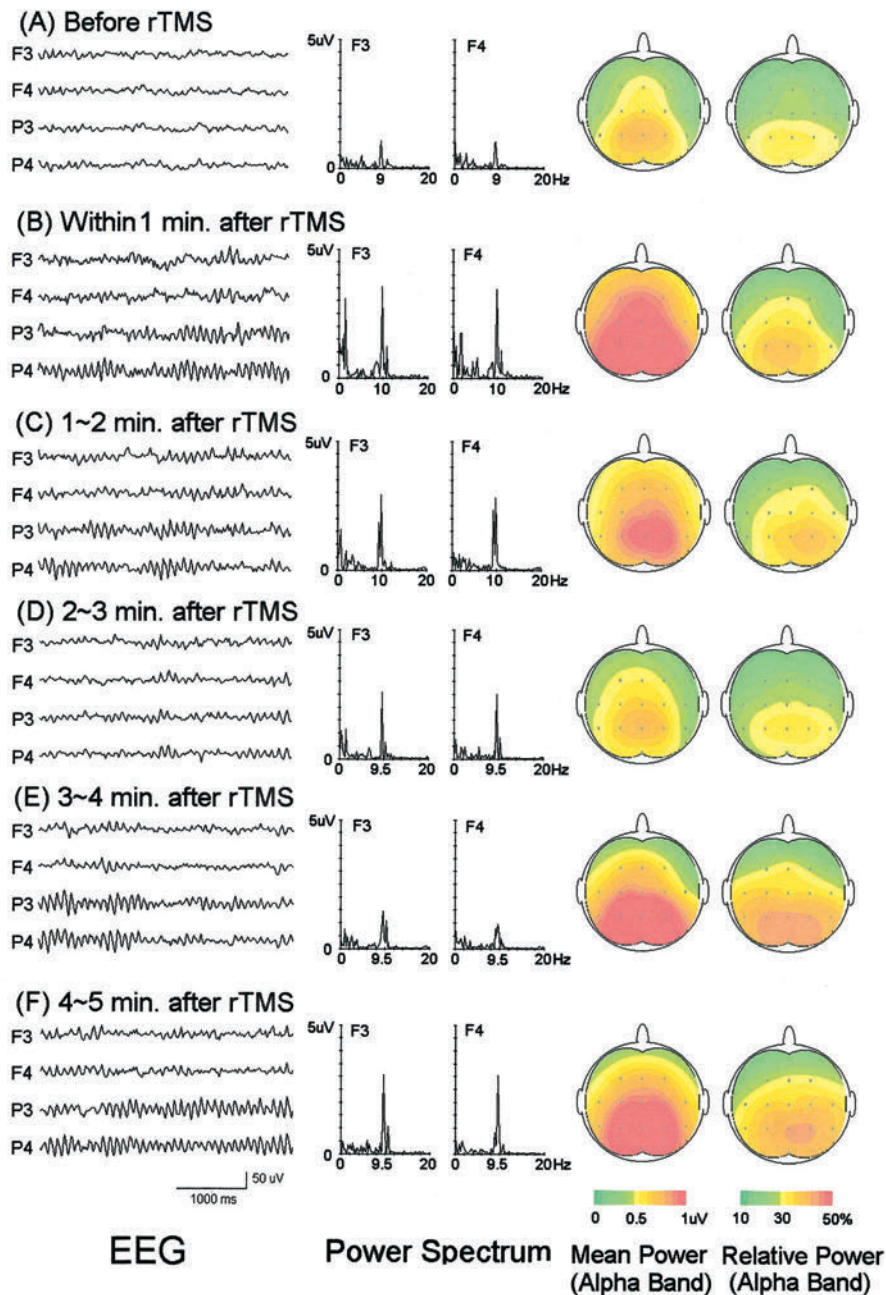 (A) Before rTMS
F3
F4
P3
P4
5uV
F3
F4
0
0
9
20
0
9
20Hz
(B) Within 1 min. after rTMS
F3
F4
P3
P4
5uV
F3
F4
0
0
10
20
0
10
20Hz
(C) 1~2 min. after rTMS
F3
F4
P3
P4
5uV
F3
F4
0
0
10
20
0
10
20Hz
(D) 2~3 min. after rTMS
F3
F4
P3
P4
5uV
F3
F4
0
0
9.5
20
0
9.5
20Hz
(E) 3~4 min. after rTMS
F3
F4
P3
P4
5uV
F3
F4
0
0
9.5
20
0
9.5
20Hz
(F) 4~5 min. after rTMS
F3
F4
P3
P4
5uV
F3
F4
0
0
9.5
20
0
9.5
20Hz
50 uV
1000 ms
0 0.5 1uV
10 30 50%
EEG
Power Spectrum
Mean Power
(Alpha Band)
Relative Power
(Alpha Band)